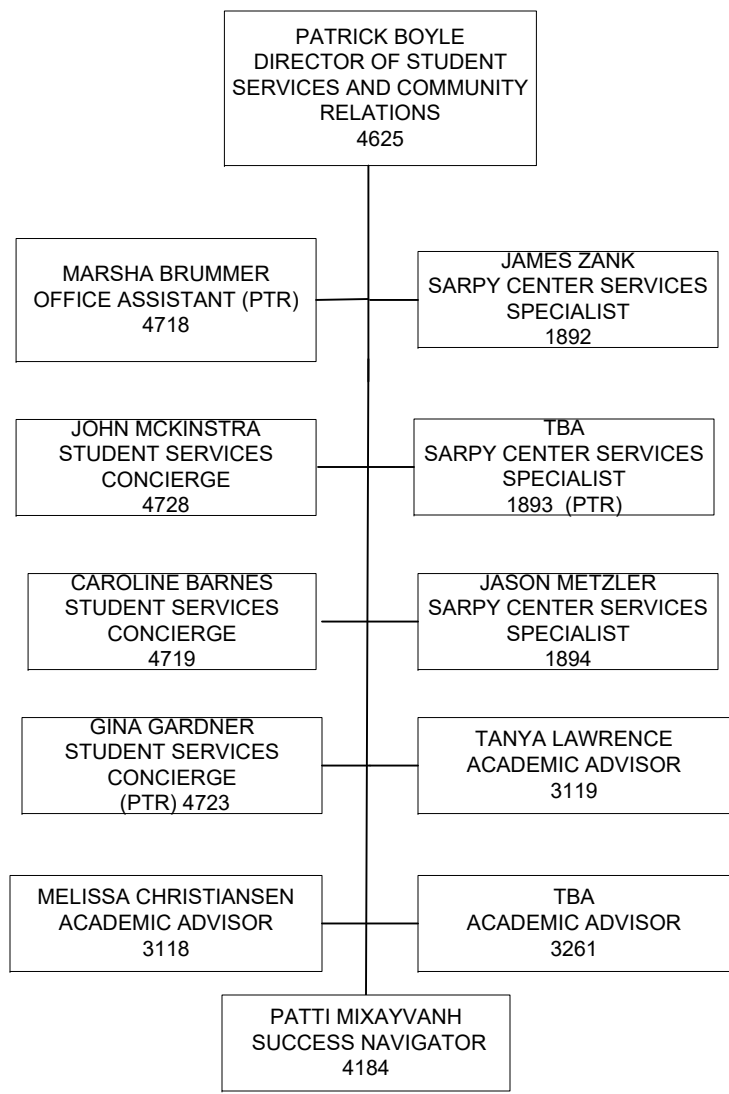 PATRICK BOYLE
DIRECTOR OF STUDENT
SERVICES AND COMMUNITY
RELATIONS
4625
MARSHA BRUMMER
OFFICE ASSISTANT (PTR)
4718
JAMES ZANK
SARPY CENTER SERVICES
SPECIALIST
1892
JOHN MCKINSTRA
STUDENT SERVICES
CONCIERGE
4728
TBA
SARPY CENTER SERVICES
SPECIALIST
1893 (PTR)
CAROLINE BARNES
STUDENT SERVICES
CONCIERGE
4719
JASON METZLER
SARPY CENTER SERVICES
SPECIALIST
1894
GINA GARDNER
STUDENT SERVICES
CONCIERGE
(PTR) 4723
TANYA LAWRENCE
ACADEMIC ADVISOR
3119
MELISSA CHRISTIANSEN
ACADEMIC ADVISOR
3118
TBA
ACADEMIC ADVISOR
3261
PATTI MIXAYVANH
SUCCESS NAVIGATOR
4184